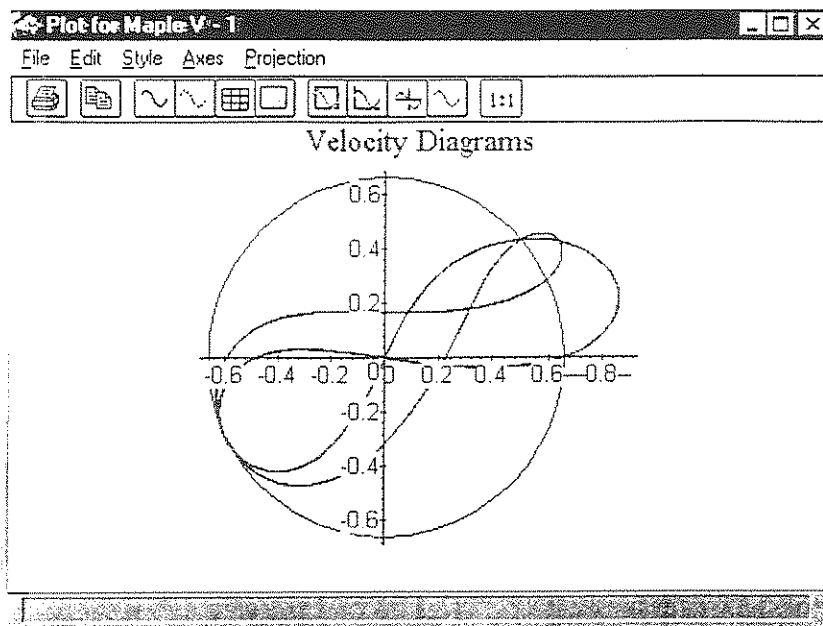 Plot for Maple V - 1
File Edit Style Axes Projection
1:1
Velocity Diagrams
0.6
0.4
0.2
0
-0.6 -0.4 -0.2 0 0.2 0.4 0.6 0.8
-0.2
-0.4
-0.6